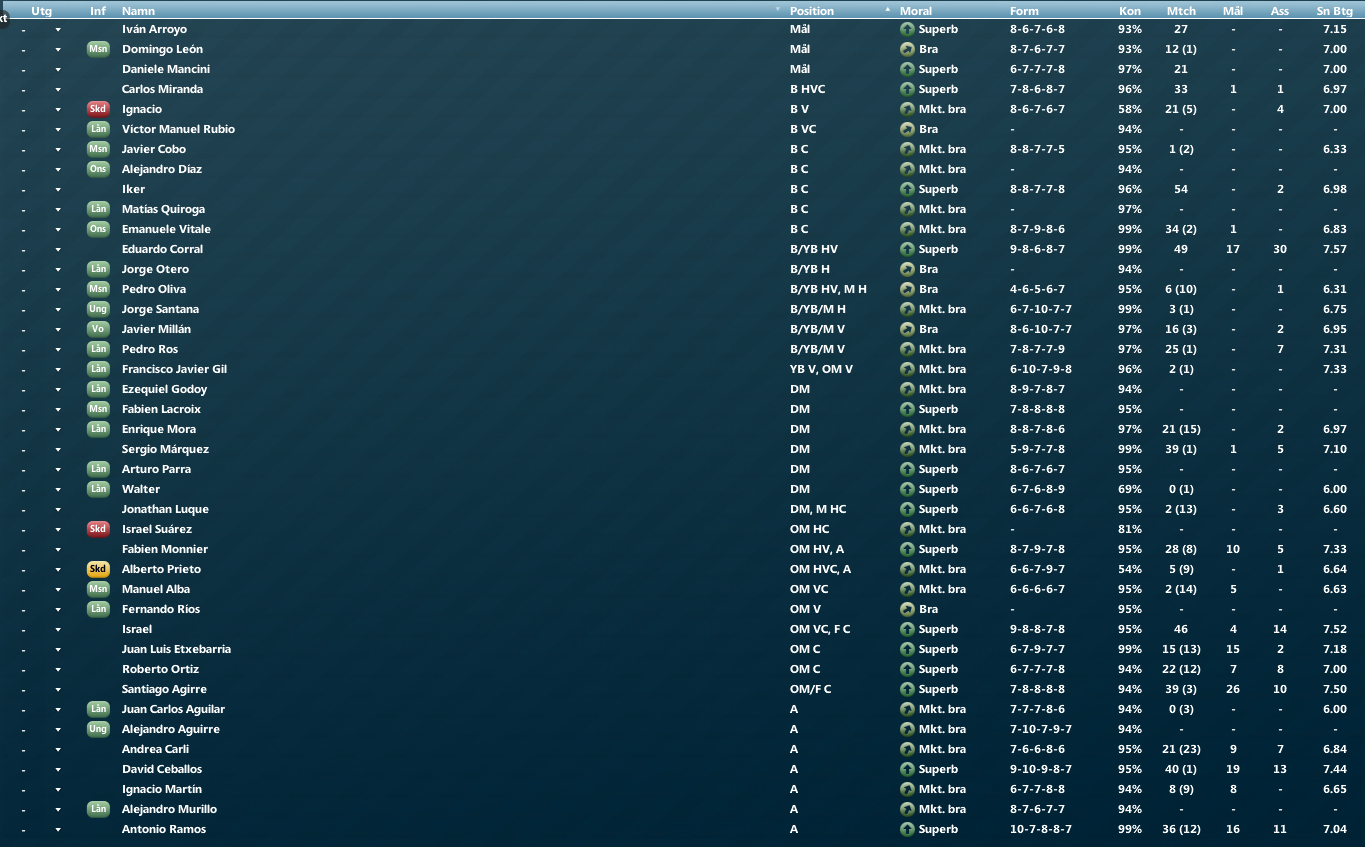 kt Utg Inf Namn Position Moral Form Kon Mtch Mål Ass Sn Btg
- Iván Arroyo Mål Superb 8-6-7-6-8 93% 27 - - 7.15
- Msn Domingo León Mål Bra 8-7-6-7-7 93% 12 (1) - - 7.00
- Daniele Mancini Mål Superb 6-7-7-7-8 97% 21 - - 7.00
- Carlos Miranda B HVC Superb 7-8-6-8-7 96% 33 1 1 6.97
- Skd Ignacio B V Mkt. bra 8-6-7-6-7 58% 21 (5) - 4 7.00
- Lån Víctor Manuel Rubio B VC Bra - 94% - - - -
- Msn Javier Cobo B C Mkt. bra 8-8-7-7-5 95% 1 (2) - - 6.33
- Ons Alejandro Díaz B C Mkt. bra - 94% - - - -
- Iker B C Superb 8-8-7-7-8 96% 54 - 2 6.98
- Lån Matías Quiroga B C Mkt. bra - 97% - - - -
- Ons Emanuele Vitale B C Mkt. bra 8-7-9-8-6 99% 34 (2) 1 - 6.83
- Eduardo Corral B/YB HV Superb 9-8-6-8-7 99% 49 17 30 7.57
- Lån Jorge Otero B/YB H Bra - 94% - - - -
- Msn Pedro Oliva B/YB HV, M H Bra 4-6-5-6-7 95% 6 (10) - 1 6.31
- Ung Jorge Santana B/YB/M H Mkt. bra 6-7-10-7-7 99% 3 (1) - - 6.75
- Vo Javier Millán B/YB/M V Bra 8-6-10-7-7 97% 16 (3) - 2 6.95
- Lån Pedro Ros B/YB/M V Mkt. bra 7-8-7-7-9 97% 25 (1) - 7 7.31
- Lån Francisco Javier Gil YB V, OM V Mkt. bra 6-10-7-9-8 96% 2 (1) - - 7.33
- Lån Ezequiel Godoy DM Mkt. bra 8-9-7-8-7 94% - - - -
- Msn Fabien Lacroix DM Superb 7-8-8-8-8 95% - - - -
- Lån Enrique Mora DM Mkt. bra 8-8-7-8-6 97% 21 (15) - 2 6.97
- Sergio Márquez DM Mkt. bra 5-9-7-7-8 99% 39 (1) 1 5 7.10
- Lån Arturo Parra DM Superb 8-6-7-6-7 95% - - - -
- Lån Walter DM Superb 6-7-6-8-9 69% 0 (1) - - 6.00
- Jonathan Luque DM, M HC Superb 6-6-7-6-8 95% 2 (13) - 3 6.60
- Skd Israel Suárez OM HC Mkt. bra - 81% - - - -
- Fabien Monnier OM HV, A Superb 8-7-9-7-8 95% 28 (8) 10 5 7.33
- Skd Alberto Prieto OM HVC, A Mkt. bra 6-6-7-9-7 54% 5 (9) - 1 6.64
- Msn Manuel Alba OM VC Mkt. bra 6-6-6-6-7 95% 2 (14) 5 - 6.63
- Lån Fernando Ríos OM V Bra - 95% - - - -
- Israel OM VC, F C Superb 9-8-8-7-8 95% 46 4 14 7.52
- Juan Luis Etxebarria OM C Superb 6-7-9-7-7 99% 15 (13) 15 2 7.18
- Roberto Ortiz OM C Superb 6-7-7-7-8 94% 22 (12) 7 8 7.00
- Santiago Agirre OM/F C Superb 7-8-8-8-8 94% 39 (3) 26 10 7.50
- Lån Juan Carlos Aguilar A Mkt. bra 7-7-7-8-6 94% 0 (3) - - 6.00
- Ung Alejandro Aguirre A Mkt. bra 7-10-7-9-7 94% - - - -
- Andrea Carli A Mkt. bra 7-6-6-8-6 95% 21 (23) 9 7 6.84
- David Ceballos A Superb 9-10-9-8-7 95% 40 (1) 19 13 7.44
- Ignacio Martín A Mkt. bra 6-7-7-8-8 94% 8 (9) 8 - 6.65
- Lån Alejandro Murillo A Mkt. bra 8-7-6-7-7 94% - - - -
- Antonio Ramos A Superb 10-7-8-8-7 99% 36 (12) 16 11 7.04